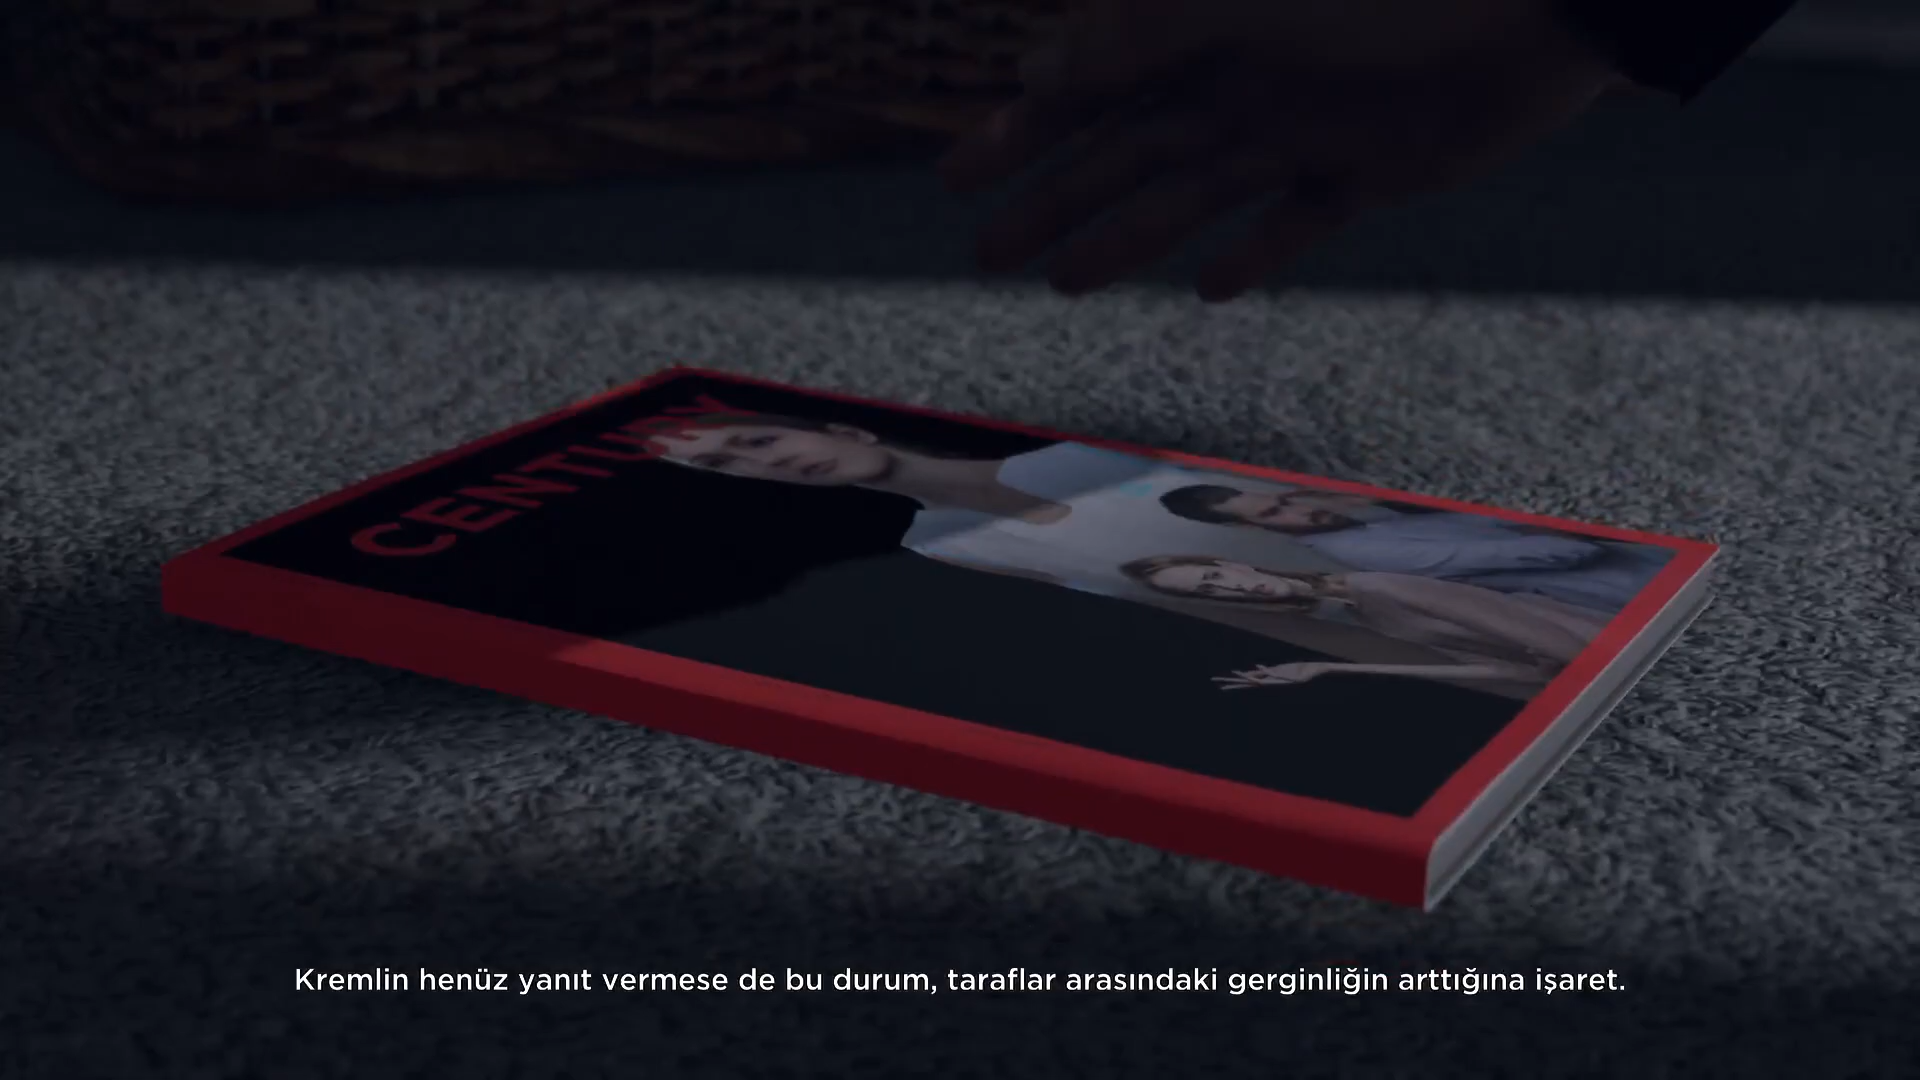 CENTURY
Kremlin henüz yanıt vermese de bu durum, taraflar arasındaki gerginliğin arttığına işaret.